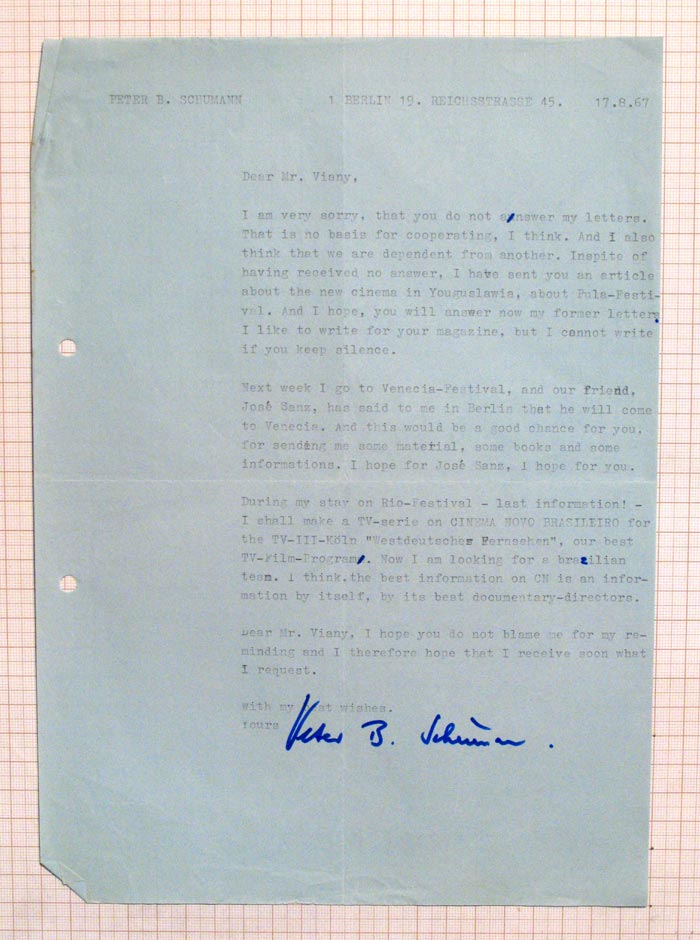 PETER B. SCHUMANN 1 BERLIN 19. REICHSSTRASSE 45. 17.8.67
Dear Mr. Viany,
I am very sorry, that you do not answer my letters.
That is no basis for cooperating, I think. And I also
think that we are dependent from another. Inspite of
having received no answer, I have sent you an article
about the new cinema in Youguslawia, about Pula-Festi-
val. And I hope, you will answer now my former letters.
I like to write for your magazine, but I cannot write
if you keep silence.
Next week I go to Venecia-Festival, and our friend,
José Sanz, has said to me in Berlin that he will come
to Venecia. And this would be a good chance for you,
for sending me some material, some books and some
informations. I hope for José Sanz, I hope for you.
During my stay on Rio-Festival - last information! -
I shall make a TV-serie on CINEMA NOVO BRASILEIRO for
the TV-III-Köln "Westdeutsches Fernsehen", our best
TV-Film-Program. Now I am looking for a brazilian
team. I think.the best information on CN is an infor-
mation by itself, by its best documentary-directors.
Dear Mr. Viany, I hope you do not blame me for my re-
minding and I therefore hope that I receive soon what
I request.
with my best wishes.
Yours
Peter B. Schumann.